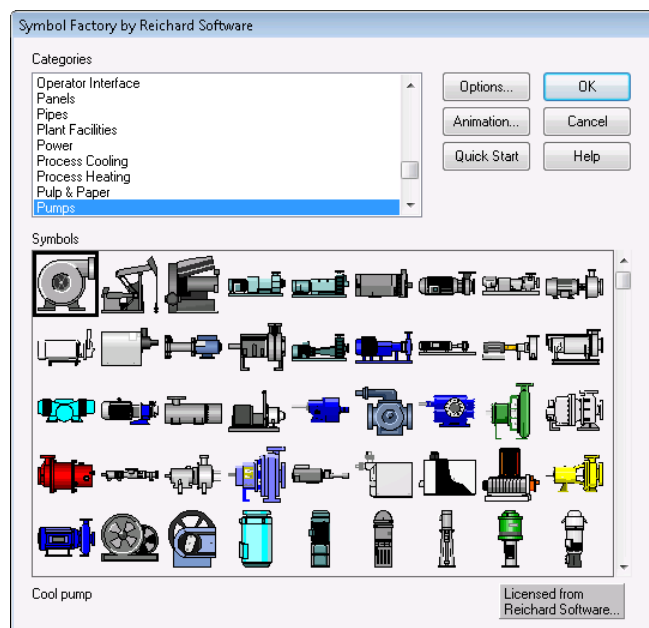 Symbol Factory by Reichard Software
Categories
Operator Interface
Panels
Pipes
Plant Facilities
Power
Process Cooling
Process Heating
Pulp & Paper
Pumps
Options...
OK
Animation...
Cancel
Quick Start
Help
Symbols
Cool pump
Licensed from
Reichard Software...